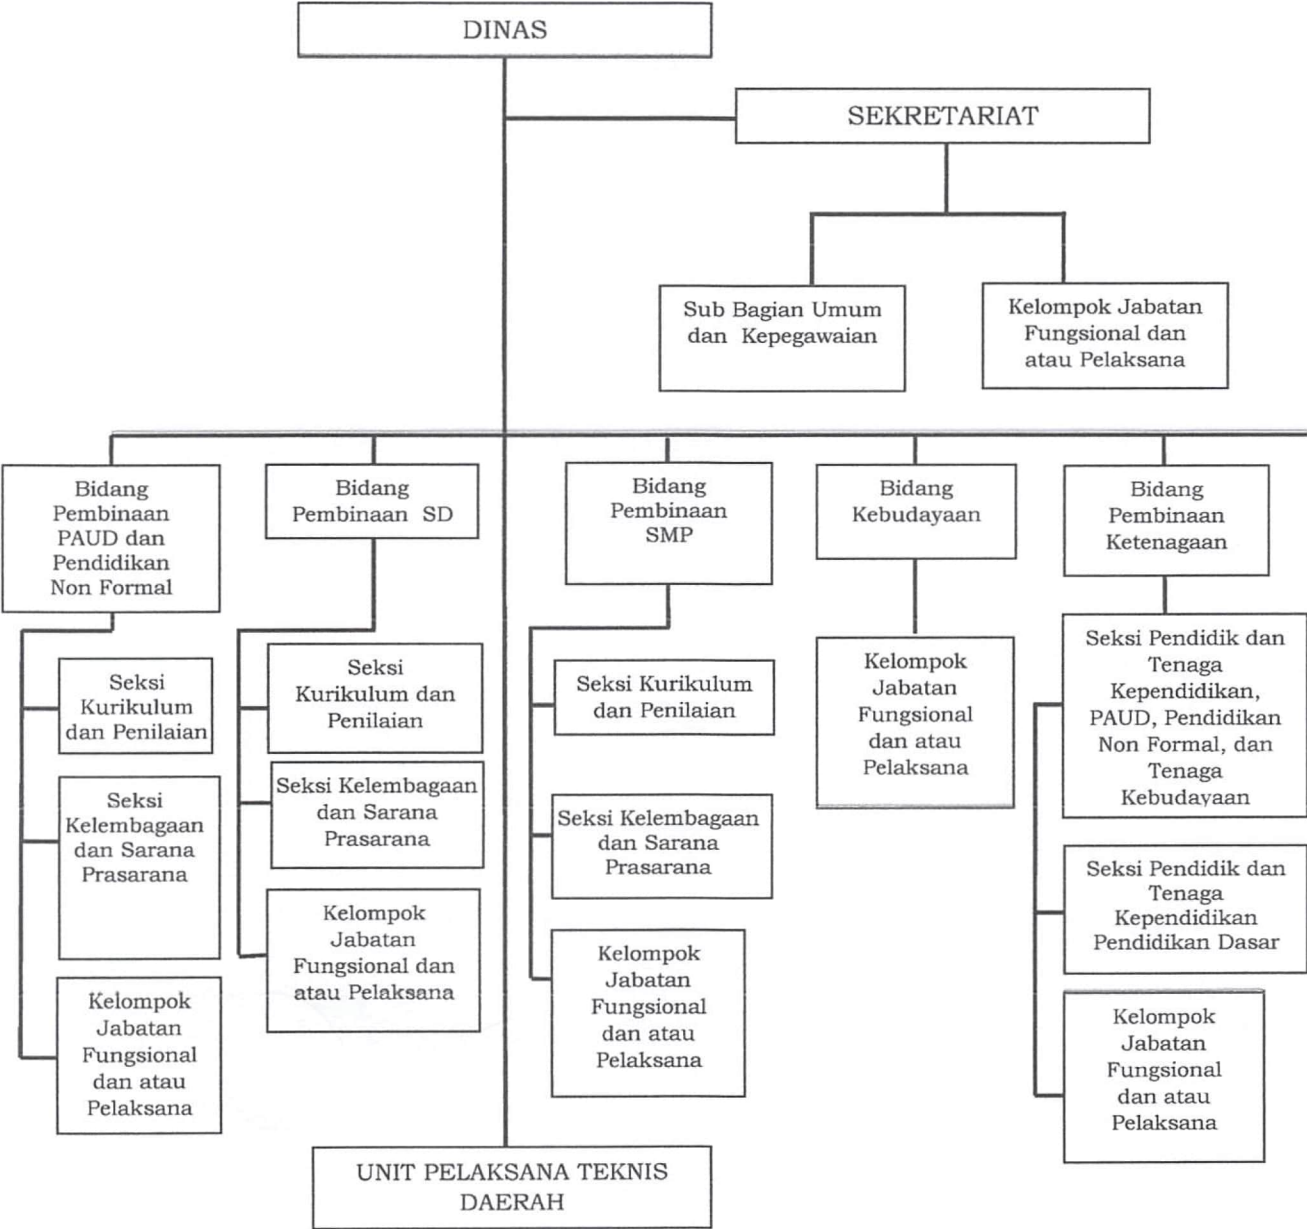 DINAS
SEKRETARIAT
Sub Bagian Umum
dan Kepegawaian
Kelompok Jabatan
Fungsional dan
atau Pelaksana
Bidang
Pembinaan
PAUD dan
Pendidikan
Non Formal
Seksi
Kurikulum
dan Penilaian
Seksi
Kelembagaan
dan Sarana
Prasarana
Kelompok
Jabatan
Fungsional
dan atau
Pelaksana
Bidang
Pembinaan SD
Seksi
Kurikulum dan
Penilaian
Seksi Kelembagaan
dan Sarana
Prasarana
Kelompok
Jabatan
Fungsional dan
atau Pelaksana
Bidang
Pembinaan
SMP
Seksi Kurikulum
dan Penilaian
Seksi Kelembagaan
dan Sarana
Prasarana
Kelompok
Jabatan
Fungsional
dan atau
Pelaksana
Bidang
Kebudayaan
Kelompok
Jabatan
Fungsional
dan atau
Pelaksana
Bidang
Pembinaan
Ketenagaan
Seksi Pendidik dan
Tenaga
Kependidikan,
PAUD, Pendidikan
Non Formal, dan
Tenaga
Kebudayaan
Seksi Pendidik dan
Tenaga
Kependidikan
Pendidikan Dasar
Kelompok
Jabatan
Fungsional
dan atau
Pelaksana
UNIT PELAKSANA TEKNIS
DAERAH